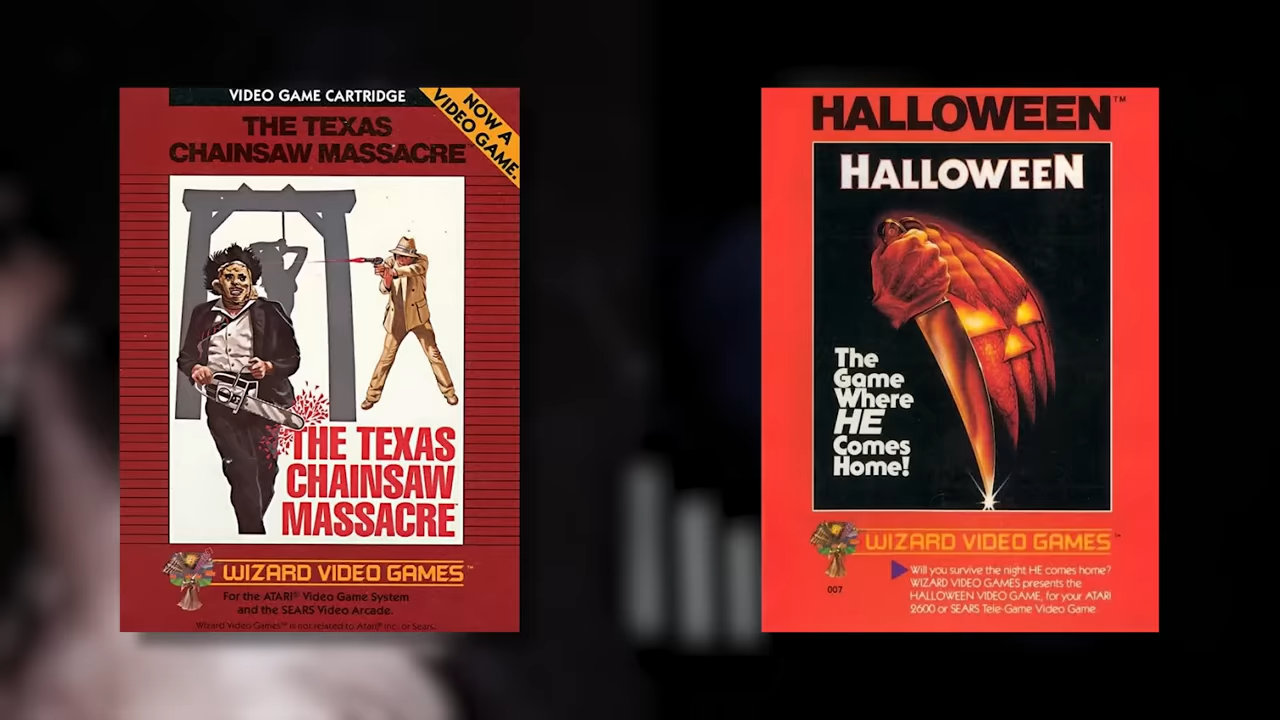 VIDEO GAME CARTRIDGE
NOW A
VIDEO GAME.
THE TEXAS
CHAINSAW MASSACRE
THE TEXAS
CHAINSAW
MASSACRE
WIZARD VIDEO GAMES™
For the ATARI® Video Game System
and the SEARS Video Arcade.
Wizard Video Games™ is not related to Atari® Inc. or Sears.
HALLOWEEN™
HALLOWEEN
The
Game
Where
HE
Comes
Home!
WIZARD VIDEO GAMES™
007
Will you survive the night HE comes home?
WIZARD VIDEO GAMES presents the
HALLOWEEN VIDEO GAME, for your ATARI
2600 or SEARS Tele-Game Video Game